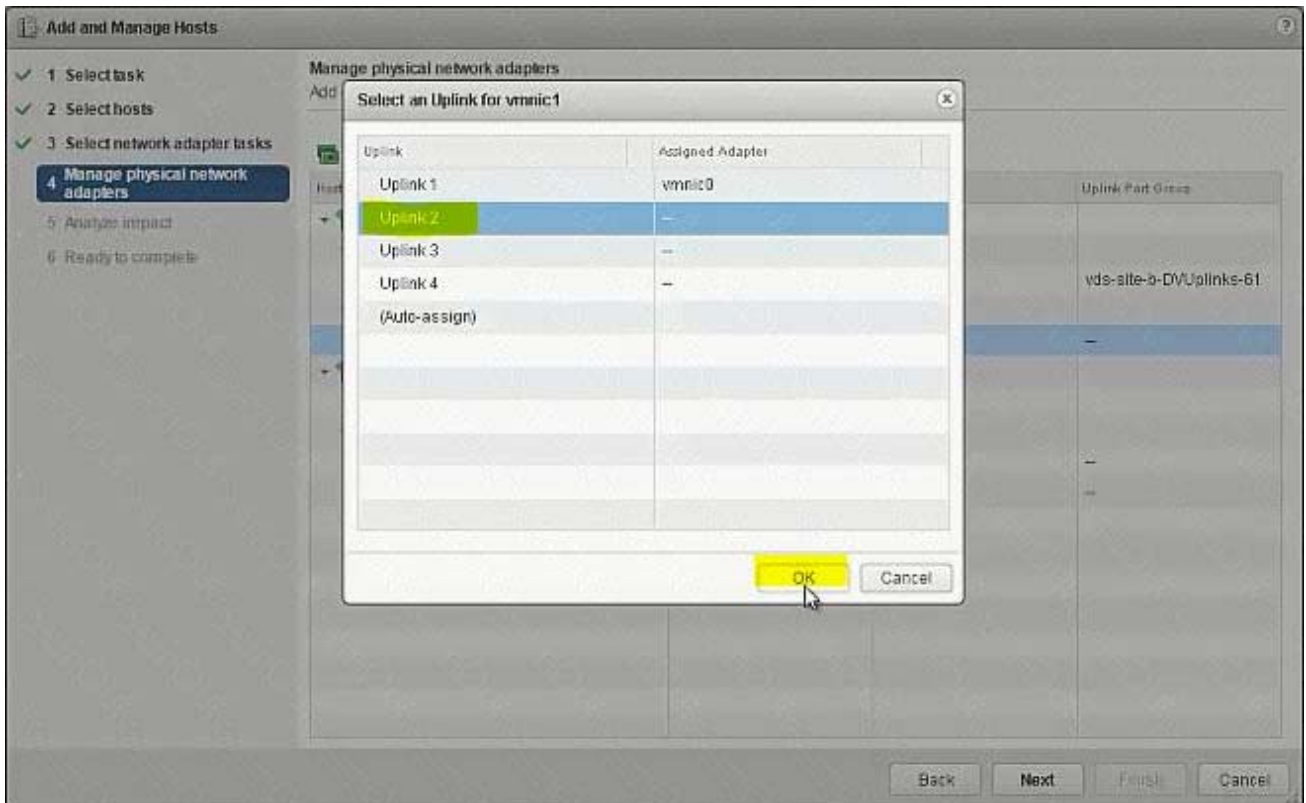 Add and Manage Hosts
?
1 Select task
2 Select hosts
3 Select network adapter tasks
4 Manage physical network
adapters
5 Analyze impact
6 Ready to complete
Manage physical network adapters
Add
Select an Uplink for vmnic1
x
Uplink Assigned Adapter
Uplink 1 vmnic0
Uplink 2 --
Uplink 3 --
Uplink 4 --
(Auto-assign)
OK Cancel
Host
Uplink Port Group
vds-site-b-DVUplinks-61
--
--
--
Back Next Finish Cancel